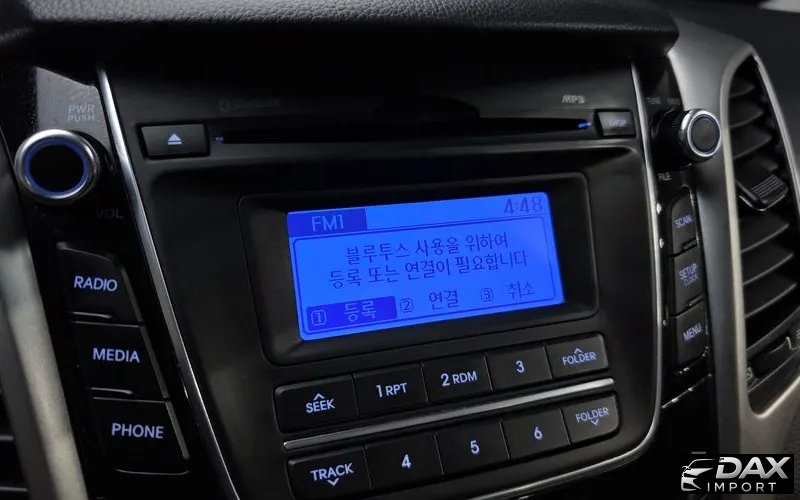 Bluetooth
MP3
PWR
PUSH
TUNE
DISP
VOL
FILE
FM1
4:48
블루투스 사용을 위하여
등록 또는 연결이 필요합니다
① 등록 ② 연결 ③ 취소
RADIO
MEDIA
PHONE
SCAN
SETUP
CLOCK
MENU
SEEK
1 RPT
2 RDM
3
FOLDER
TRACK
4
5
6
FOLDER
DAX
IMPORT